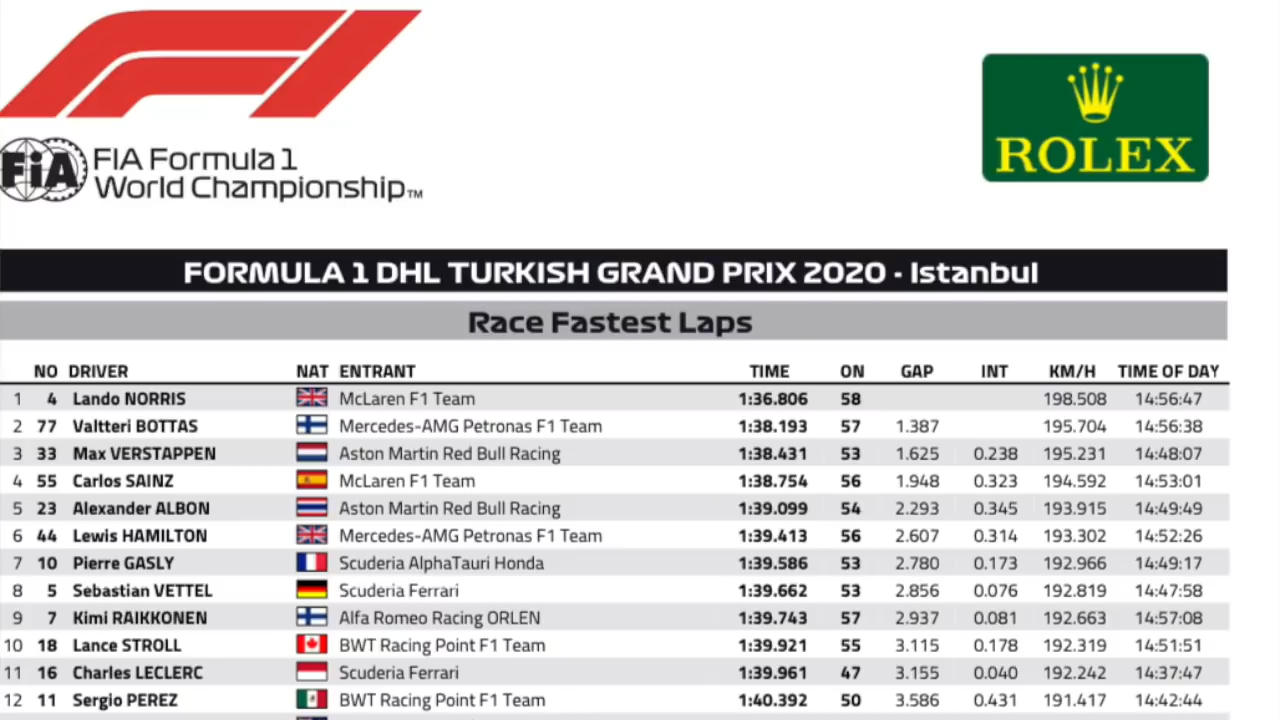 FiA FIA Formula 1
World Championship™
ROLEX
FORMULA 1 DHL TURKISH GRAND PRIX 2020 - Istanbul
Race Fastest Laps
NO DRIVER NAT ENTRANT TIME ON GAP INT KM/H TIME OF DAY
1 4 Lando NORRIS McLaren F1 Team 1:36.806 58 198.508 14:56:47
2 77 Valtteri BOTTAS Mercedes-AMG Petronas F1 Team 1:38.193 57 1.387 195.704 14:56:38
3 33 Max VERSTAPPEN Aston Martin Red Bull Racing 1:38.431 53 1.625 0.238 195.231 14:48:07
4 55 Carlos SAINZ McLaren F1 Team 1:38.754 56 1.948 0.323 194.592 14:53:01
5 23 Alexander ALBON Aston Martin Red Bull Racing 1:39.099 54 2.293 0.345 193.915 14:49:49
6 44 Lewis HAMILTON Mercedes-AMG Petronas F1 Team 1:39.413 56 2.607 0.314 193.302 14:52:26
7 10 Pierre GASLY Scuderia AlphaTauri Honda 1:39.586 53 2.780 0.173 192.966 14:49:17
8 5 Sebastian VETTEL Scuderia Ferrari 1:39.662 53 2.856 0.076 192.819 14:47:58
9 7 Kimi RAIKKONEN Alfa Romeo Racing ORLEN 1:39.743 57 2.937 0.081 192.663 14:57:08
10 18 Lance STROLL BWT Racing Point F1 Team 1:39.921 55 3.115 0.178 192.319 14:51:51
11 16 Charles LECLERC Scuderia Ferrari 1:39.961 47 3.155 0.040 192.242 14:37:47
12 11 Sergio PEREZ BWT Racing Point F1 Team 1:40.392 50 3.586 0.431 191.417 14:42:44